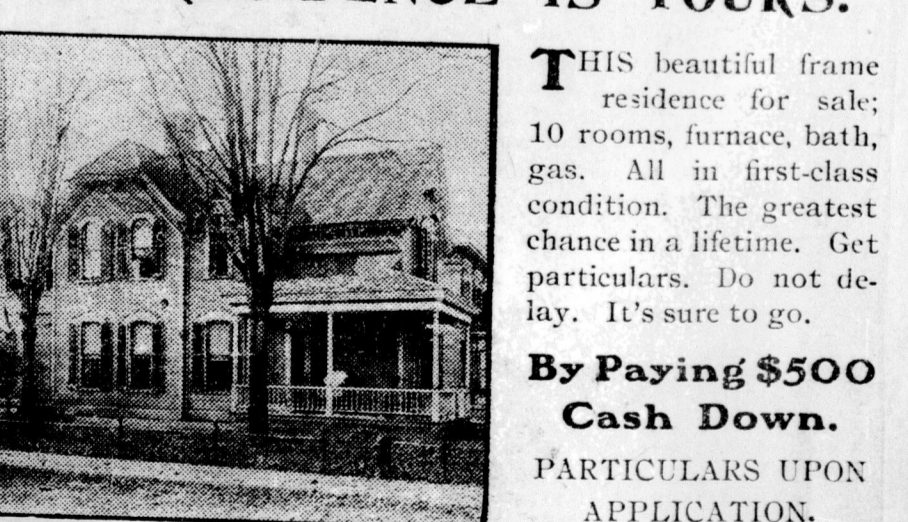 IS YOURS.
THIS beautiful frame
residence for sale;
10 rooms, furnace, bath,
gas. All in first-class
condition. The greatest
chance in a lifetime. Get
particulars. Do not de-
lay. It's sure to go.
By Paying $500
Cash Down.
PARTICULARS UPON
APPLICATION.